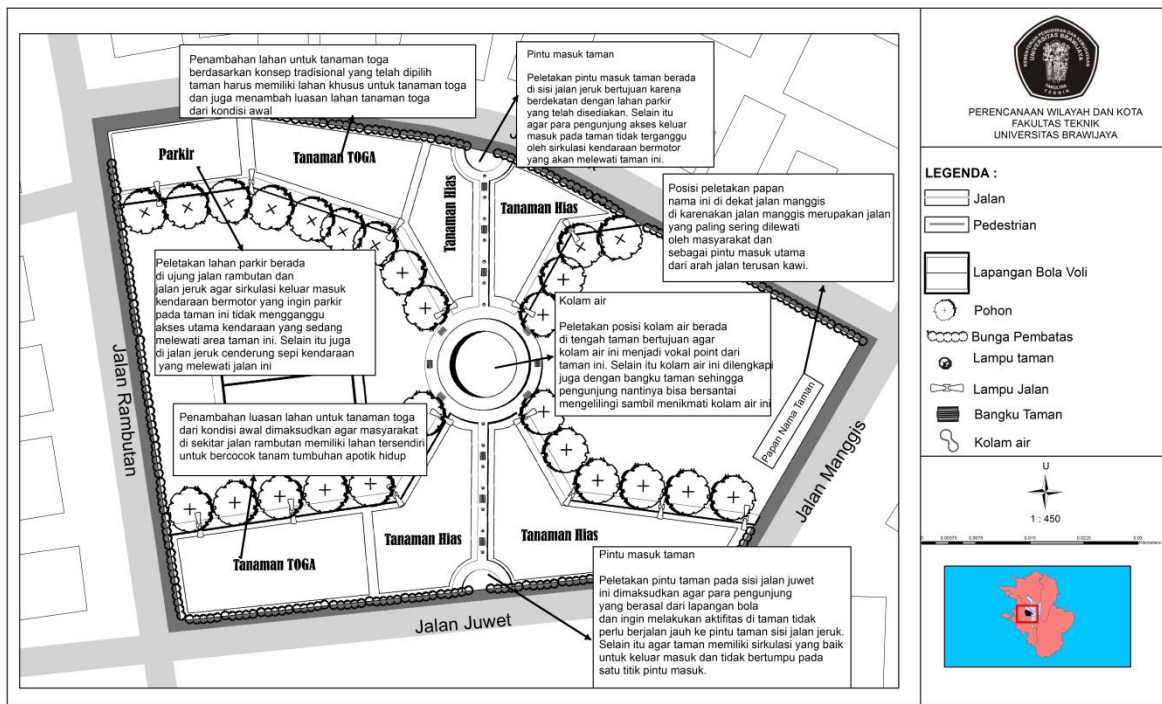 Penambahan lahan untuk tanaman toga
berdasarkan konsep tradisional yang telah dipilih
taman harus memiliki lahan khusus untuk tanaman toga
dan juga menambah luasan lahan tanaman toga
dari kondisi awal
Pintu masuk taman
Peletakan pintu masuk taman berada
di sisi jalan jeruk bertujuan karena
berdekatan dengan lahan parkir
yang telah disediakan. Selain itu
agar para pengunjung akses keluar
masuk pada taman tidak terganggu
oleh sirkulasi kendaraan bermotor
yang akan melewati taman ini.
Posisi peletakan papan
nama ini di dekat jalan manggis
di karenakan jalan manggis merupakan jalan
yang paling sering dilewati
oleh masyarakat dan
sebagai pintu masuk utama
dari arah jalan terusan kawi.
Parkir
Tanaman TOGA
Tanaman Hias
Tanaman Hias
Peletakan lahan parkir berada
di ujung jalan rambutan dan
jalan jeruk agar sirkulasi keluar masuk
kendaraan bermotor yang ingin parkir
pada taman ini tidak mengganggu
akses utama kendaraan yang sedang
melewati area taman ini. Selain itu juga
di jalan jeruk cenderung sepi kendaraan
yang melewati jalan ini
Kolam air
Peletakan posisi kolam air berada
di tengah taman bertujuan agar
kolam air ini menjadi vokal point dari
taman ini. Selain itu kolam air ini dilengkapi
juga dengan bangku taman sehingga
pengunjung nantinya bisa bersantai
mengelilingi sambil menikmati kolam air ini
Jalan Rambutan
Penambahan luasan lahan untuk tanaman toga
dari kondisi awal dimaksudkan agar masyarakat
di sekitar jalan rambutan memiliki lahan tersendiri
untuk bercocok tanam tumbuhan apotik hidup
Papan Nama Taman
Jalan Manggis
Tanaman TOGA
Tanaman Hias
Tanaman Hias
Jalan Juwet
Pintu masuk taman
Peletakan pintu taman pada sisi jalan juwet
ini dimaksudkan agar para pengunjung
yang berasal dari lapangan bola
dan ingin melakukan aktifitas di taman tidak
perlu berjalan jauh ke pintu taman sisi jalan jeruk.
Selain itu agar taman memiliki sirkulasi yang baik
untuk keluar masuk dan tidak bertumpu pada
satu titik pintu masuk.
UNIVERSITAS BRAWIJAYA
FAKULTAS
TEKNIK
PERENCANAAN WILAYAH DAN KOTA
FAKULTAS TEKNIK
UNIVERSITAS BRAWIJAYA
LEGENDA :
Jalan
Pedestrian
Lapangan Bola Voli
Pohon
Bunga Pembatas
Lampu taman
Lampu Jalan
Bangku Taman
Kolam air
U
1 : 450